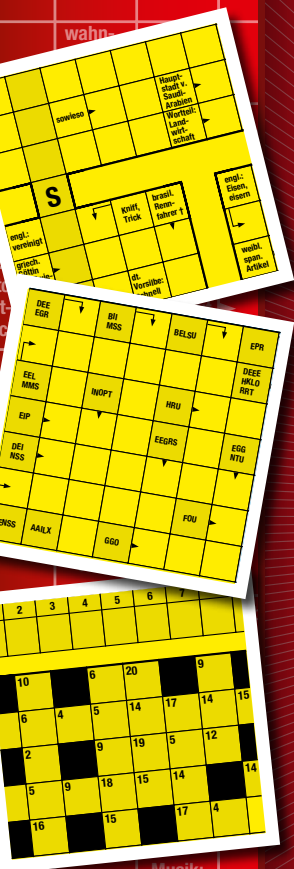 wahn-
Haupt-
stadt v.
Saudi-
Arabien
sowieso
Wortteil:
Land-
wirt-
schaft
S
engl.:
Eisen,
eisern
brasil.
Renn-
fahrer †
Kniff,
Trick
engl.:
vereinigt
griech.
Göttin
weibl.
span.
Artikel
dt.
Vorsilbe:
DEE
EGR
BII
MSS
BELSU
EPR
DEEE
HKLO
RRT
EEL
MMS
INOPT
HRU
EIP
EEGRS
EGG
NTU
DEI
NSS
FOU
ENSS
AAILX
GGO
2 3 4 5 6 7
10 6 20 9
6 4 5 14 17 14 15
2 9 19 5 12
5 9 18 15 14 14
16 15 17 4
Musik: